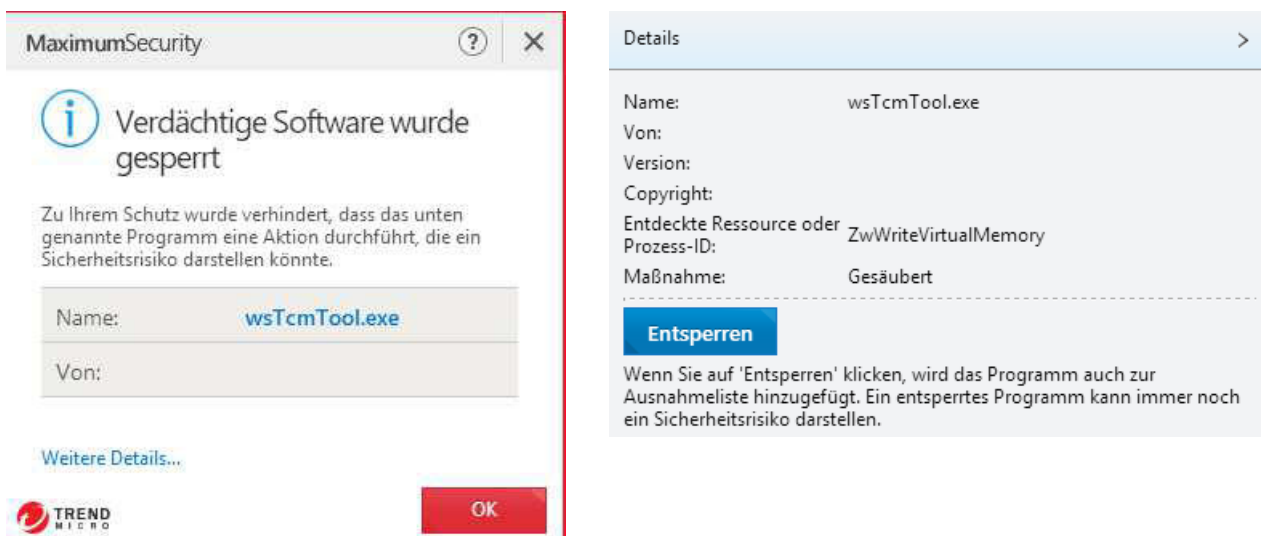 MaximumSecurity
Verdächtige Software wurde
gesperrt
Zu Ihrem Schutz wurde verhindert, dass das unten
genannte Programm eine Aktion durchführt, die ein
Sicherheitsrisiko darstellen könnte.
Name: wsTcmTool.exe
Von:
Weitere Details...
TREND
MICRO
OK
Details
Name: wsTcmTool.exe
Von:
Version:
Copyright:
Entdeckte Ressource oder
Prozess-ID: ZwWriteVirtualMemory
Maßnahme: Gesäubert
Entsperren
Wenn Sie auf 'Entsperren' klicken, wird das Programm auch zur
Ausnahmeliste hinzugefügt. Ein entsperrtes Programm kann immer noch
ein Sicherheitsrisiko darstellen.